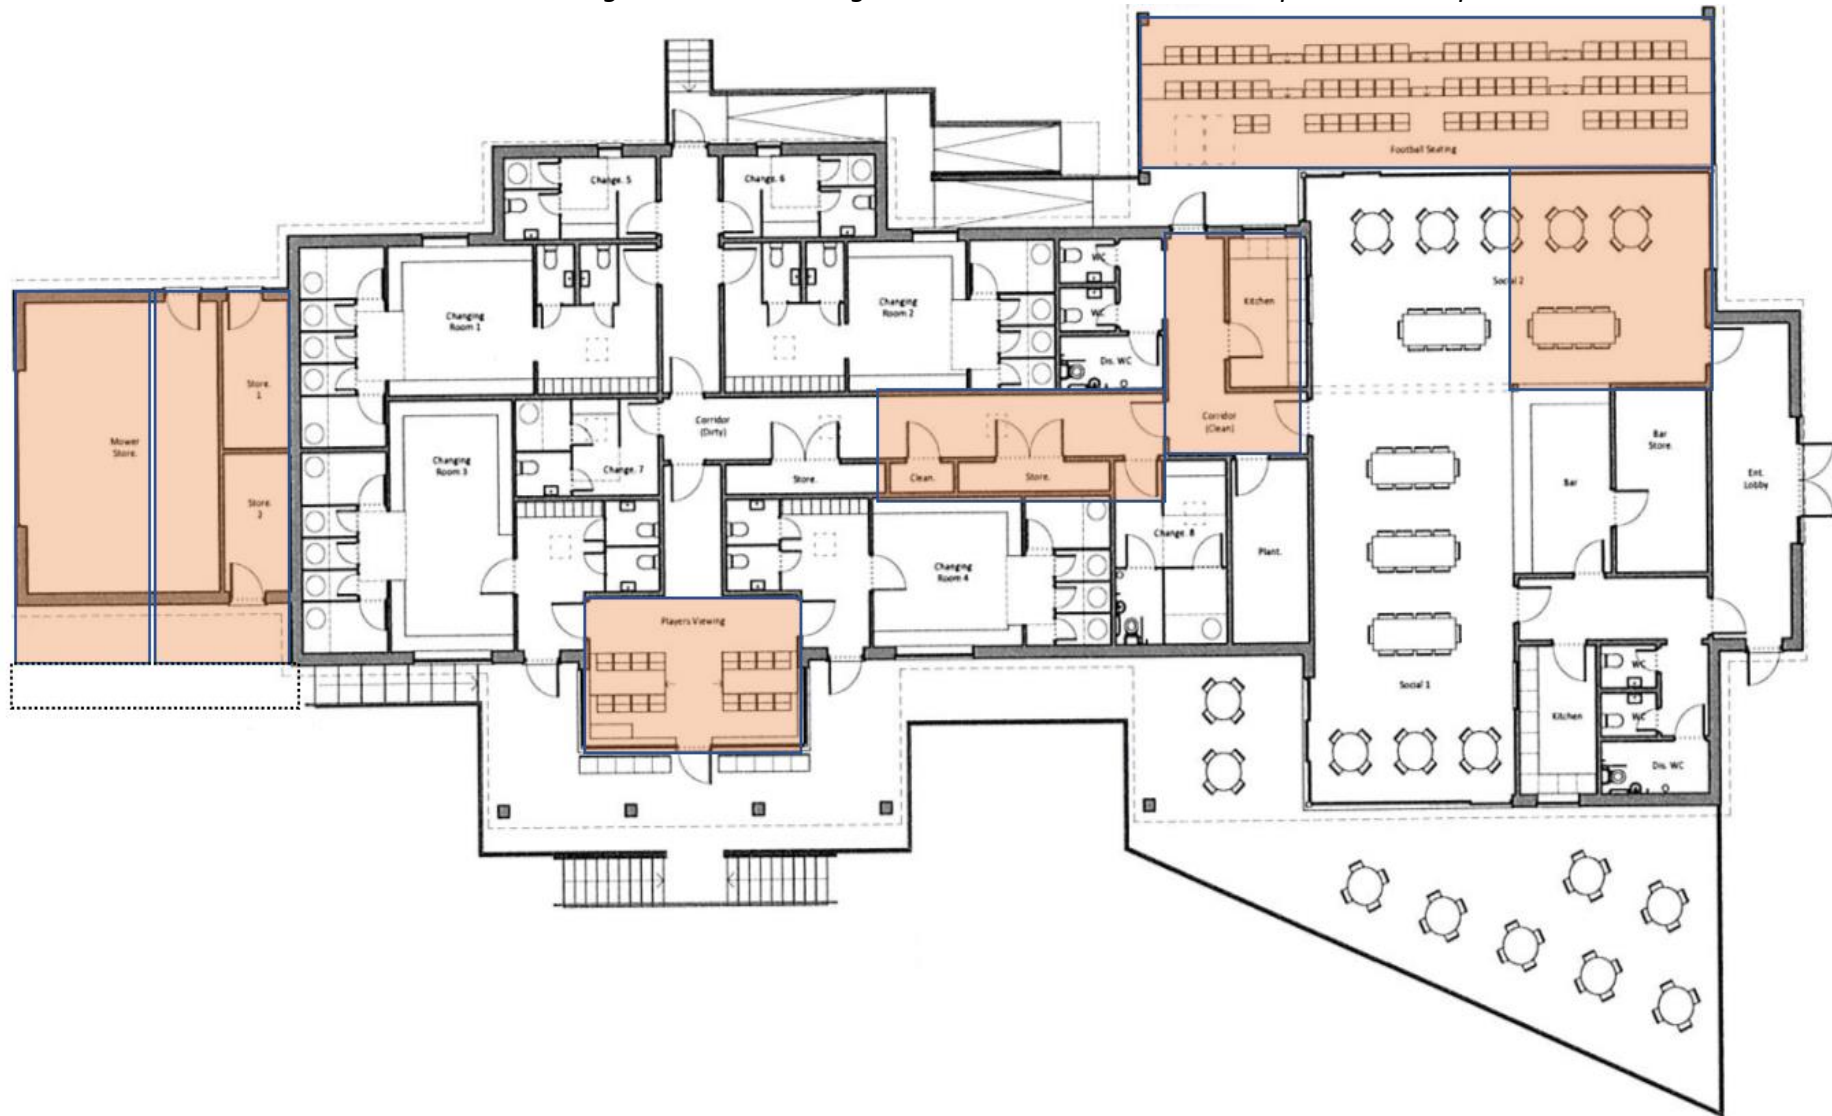 Football Seating
Change. 5
Change. 6
Changing
Room 1
Changing
Room 2
WC
WC
Dis. WC
Kitchen
Social 2
Mower
Store.
Store.
1
Store.
2
Corridor
(Dirty)
Corridor
(Clean)
Changing
Room 3
Change. 7
Store.
Clean.
Store.
Bar
Store.
Bar
Ent.
Lobby
Change. 8
Plant.
Changing
Room 4
Players Viewing
Social 1
Kitchen
WC
WC
Dis. WC